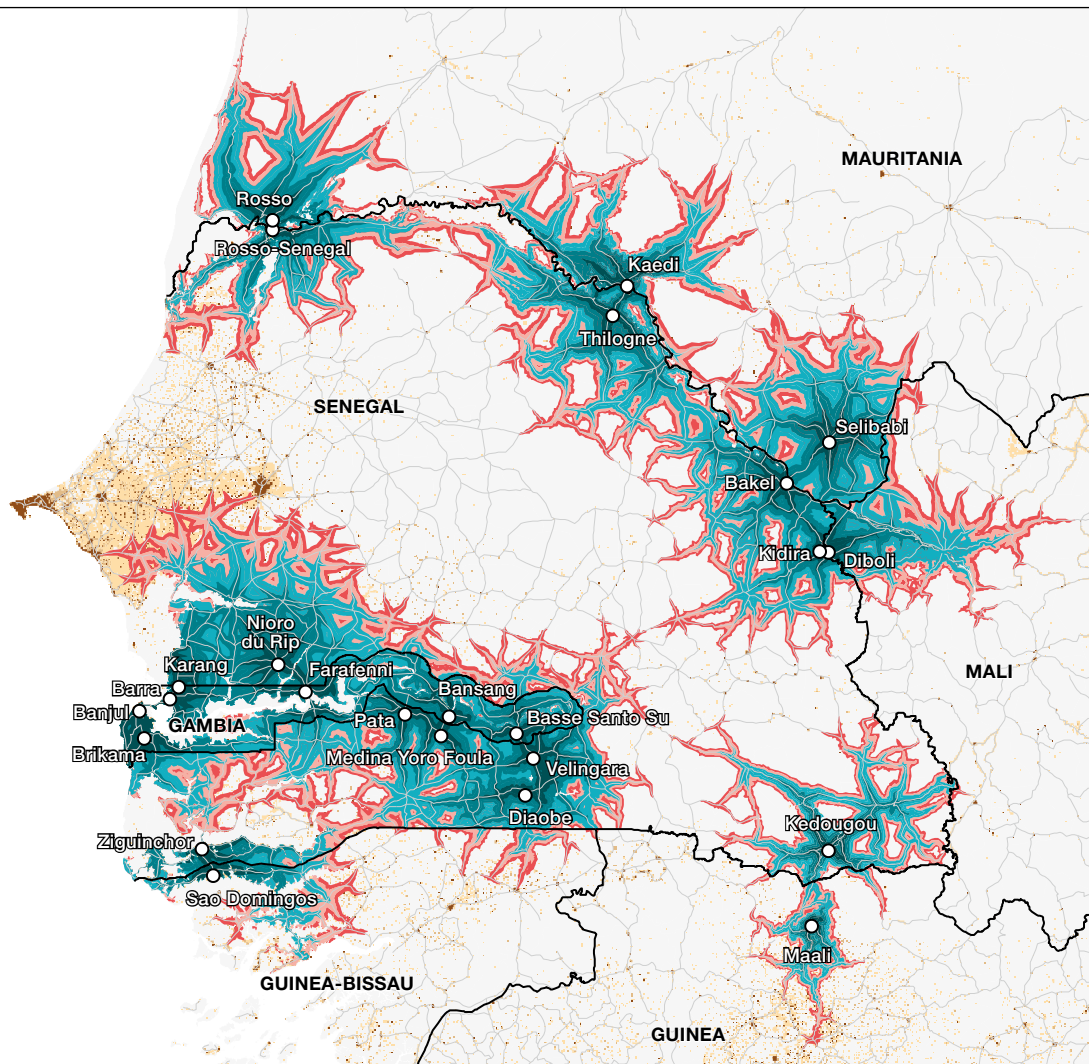 MAURITANIA
Rosso
Rosso-Senegal
Kaedi
Thilogne
SENEGAL
Selibabi
Bakel
Kidira
Diboli
Nioro
du Rip
Karang
Farafenni
MALI
Barra
Bansang
Banjul
GAMBIA
Pata
Basse Santo Su
Brikama
Medina Yoro Foula
Velingara
Diaobe
Kedougou
Ziguinchor
Sao Domingos
Maali
GUINEA-BISSAU
GUINEA